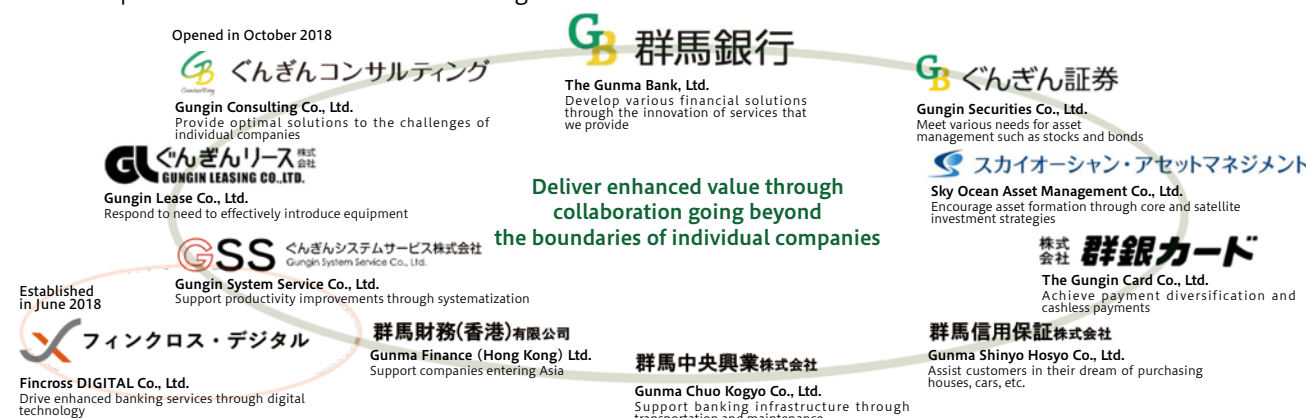 Opened in October 2018
GB
Consulting
ぐんぎんコンサルティング
Gungin Consulting Co., Ltd.
Provide optimal solutions to the challenges of
individual companies
GB 群馬銀行
The Gunma Bank, Ltd.
Develop various financial solutions
through the innovation of services that
we provide
GB ぐんぎん証券
Gungin Securities Co., Ltd.
Meet various needs for asset
management such as stocks and bonds
GL ぐんぎんリース 株式会社
GUNGIN LEASING CO.,LTD.
Gungin Lease Co., Ltd.
Respond to need to effectively introduce equipment
スカイオーシャン・アセットマネジメント
Sky Ocean Asset Management Co., Ltd.
Encourage asset formation through core and satellite
investment strategies
Deliver enhanced value through
collaboration going beyond
the boundaries of individual companies
GSS ぐんぎんシステムサービス株式会社
Gungin System Service Co., Ltd.
Gungin System Service Co., Ltd.
Support productivity improvements through systematization
株式会社 群銀カード
The Gungin Card Co., Ltd.
Achieve payment diversification and
cashless payments
Established
in June 2018
フィンクロス・デジタル
Fincross DIGITAL Co., Ltd.
Drive enhanced banking services through digital
technology
群馬財務(香港)有限公司
Gunma Finance (Hong Kong) Ltd.
Support companies entering Asia
群馬中央興業株式会社
Gunma Chuo Kogyo Co., Ltd.
Support banking infrastructure through
transportation and maintenance
群馬信用保証株式会社
Gunma Shinyo Hosyo Co., Ltd.
Assist customers in their dream of purchasing
houses, cars, etc.